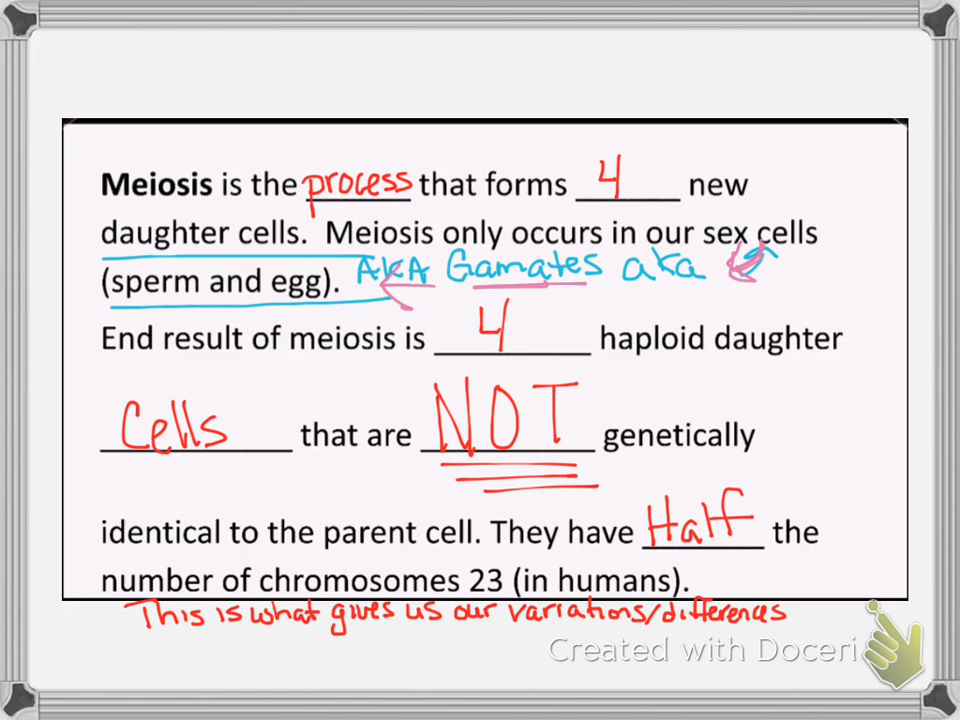 Meiosis is the process that forms 4 new
daughter cells. Meiosis only occurs in our sex cells
(sperm and egg). AKA Gamates aka
End result of meiosis is 4 haploid daughter
Cells that are NOT genetically
identical to the parent cell. They have Half the
number of chromosomes 23 (in humans).
This is what gives us our variations/differences
Created with Doceri